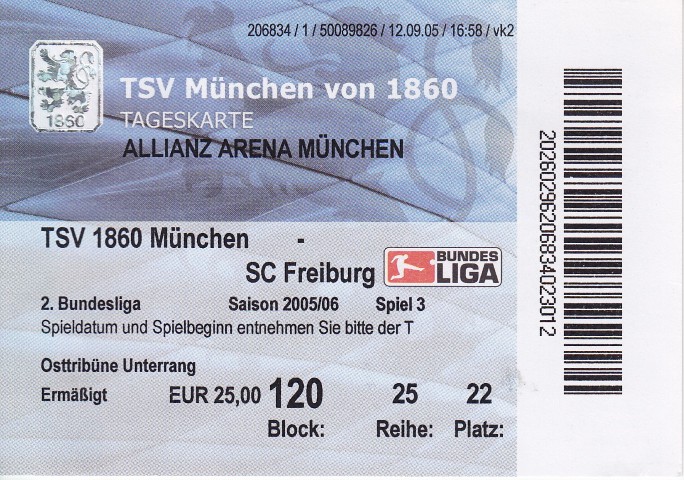 206834 / 1 / 50089826 / 12.09.05 / 16:58 / vk2
1860
TSV München von 1860
TAGESKARTE
ALLIANZ ARENA MÜNCHEN
TSV 1860 München -
SC Freiburg
BUNDES
LIGA
2. Bundesliga Saison 2005/06 Spiel 3
Spieldatum und Spielbeginn entnehmen Sie bitte der T
Osttribüne Unterrang
Ermäßigt EUR 25,00 120 25 22
Block: Reihe: Platz:
2026029620683402301​2